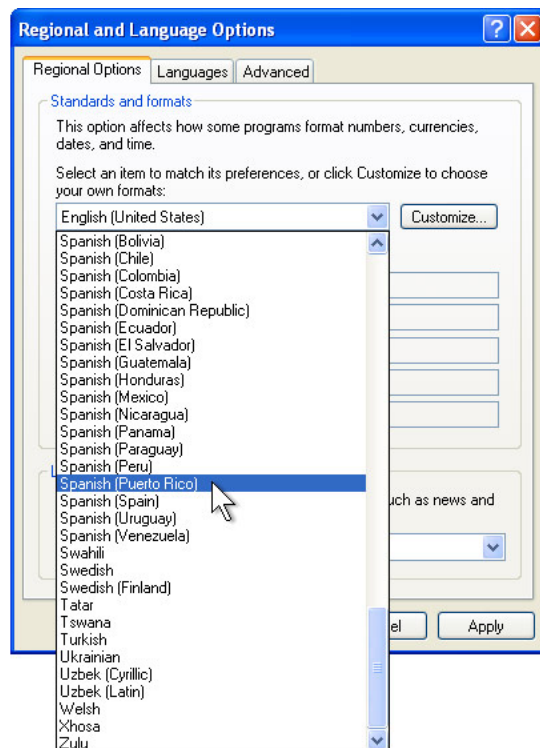 Regional and Language Options
Regional Options Languages Advanced
Standards and formats
This option affects how some programs format numbers, currencies,
dates, and time.
Select an item to match its preferences, or click Customize to choose
your own formats:
English (United States) Customize...
Spanish (Bolivia)
Spanish (Chile)
Spanish (Colombia)
Spanish (Costa Rica)
Spanish (Dominican Republic)
Spanish (Ecuador)
Spanish (El Salvador)
Spanish (Guatemala)
Spanish (Honduras)
Spanish (Mexico)
Spanish (Nicaragua)
Spanish (Panama)
Spanish (Paraguay)
Spanish (Peru)
Spanish (Puerto Rico)
Spanish (Spain) such as news and
Spanish (Uruguay)
Spanish (Venezuela)
Swahili
Swedish
Swedish (Finland)
Tatar
Tswana
Turkish el Apply
Ukrainian
Uzbek (Cyrillic)
Uzbek (Latin)
Welsh
Xhosa
Zulu